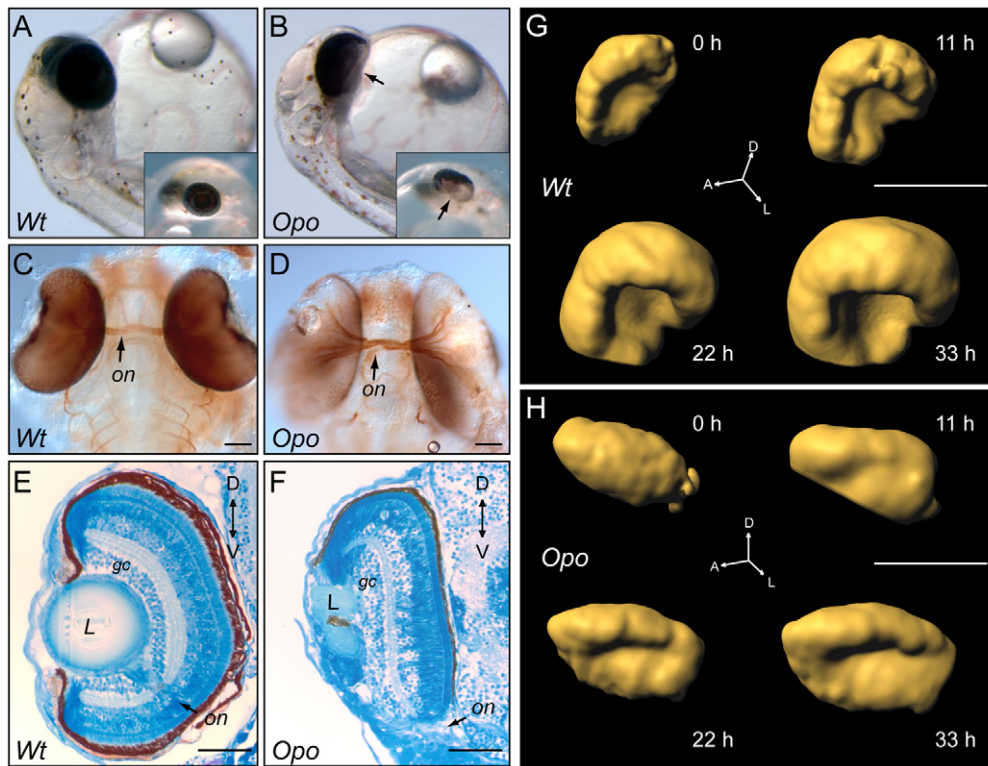 A
Wt
B
Opo
C
on
Wt
D
on
Opo
E
D
V
gc
L
on
Wt
F
D
V
gc
L
on
Opo
G
0 h
11 h
Wt
D
A
L
22 h
33 h
H
0 h
11 h
Opo
D
A
L
22 h
33 h